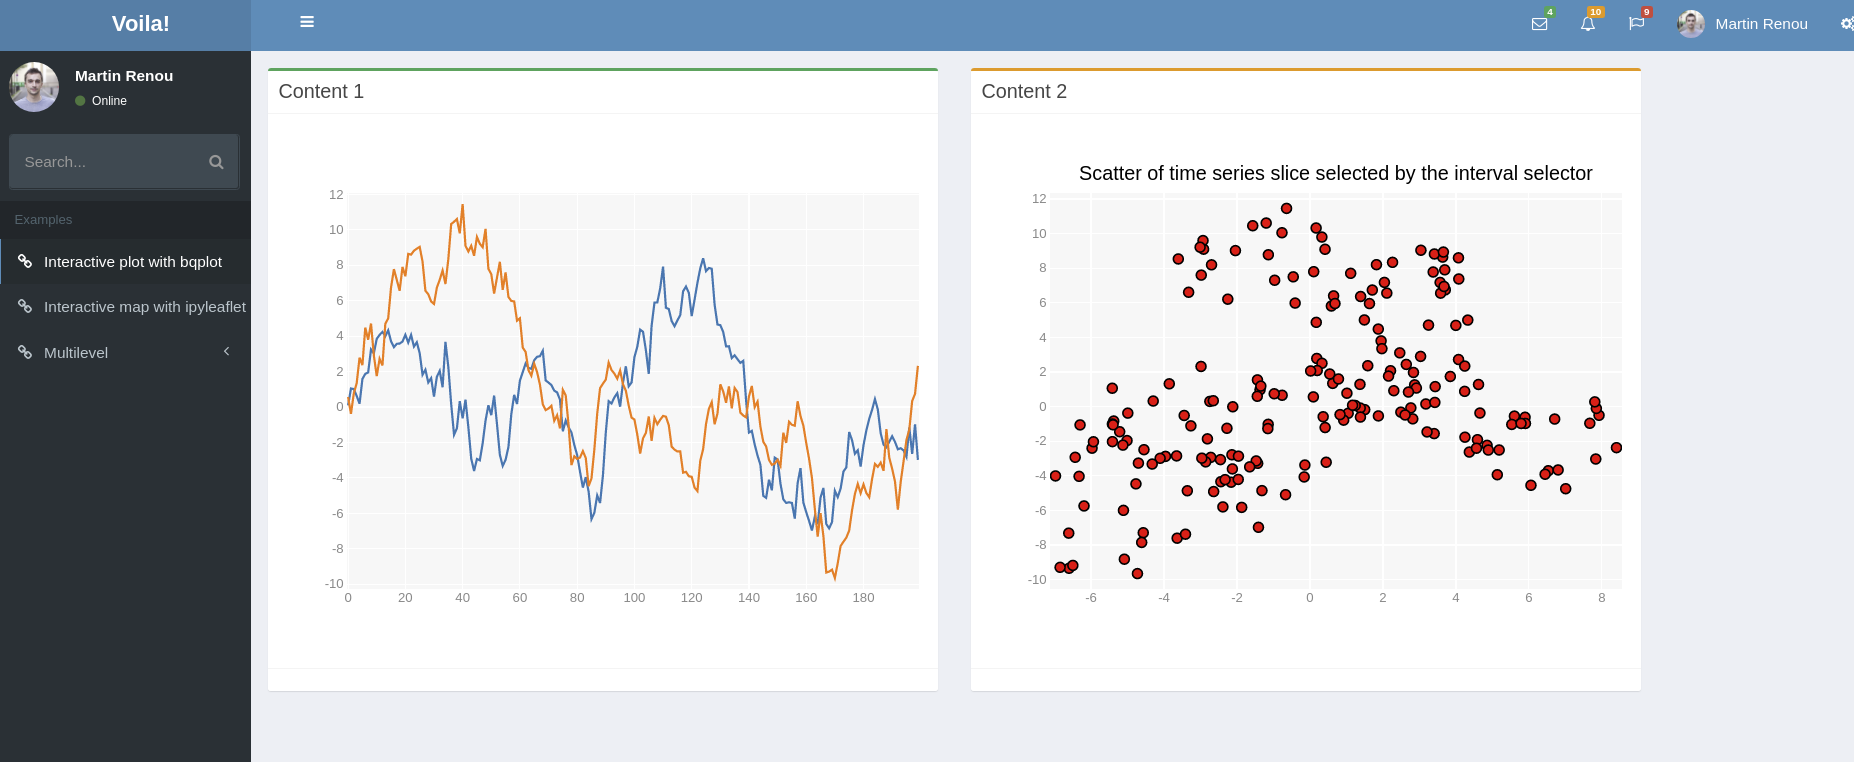 Voila!
4
10
9
Martin Renou
Martin Renou
Online
Search...
Examples
Interactive plot with bqplot
Interactive map with ipyleaflet
Multilevel
Content 1
12
10
8
6
4
2
0
-2
-4
-6
-8
-10
0 20 40 60 80 100 120 140 160 180
Content 2
Scatter of time series slice selected by the interval selector
12
10
8
6
4
2
0
-2
-4
-6
-8
-10
-6 -4 -2 0 2 4 6 8